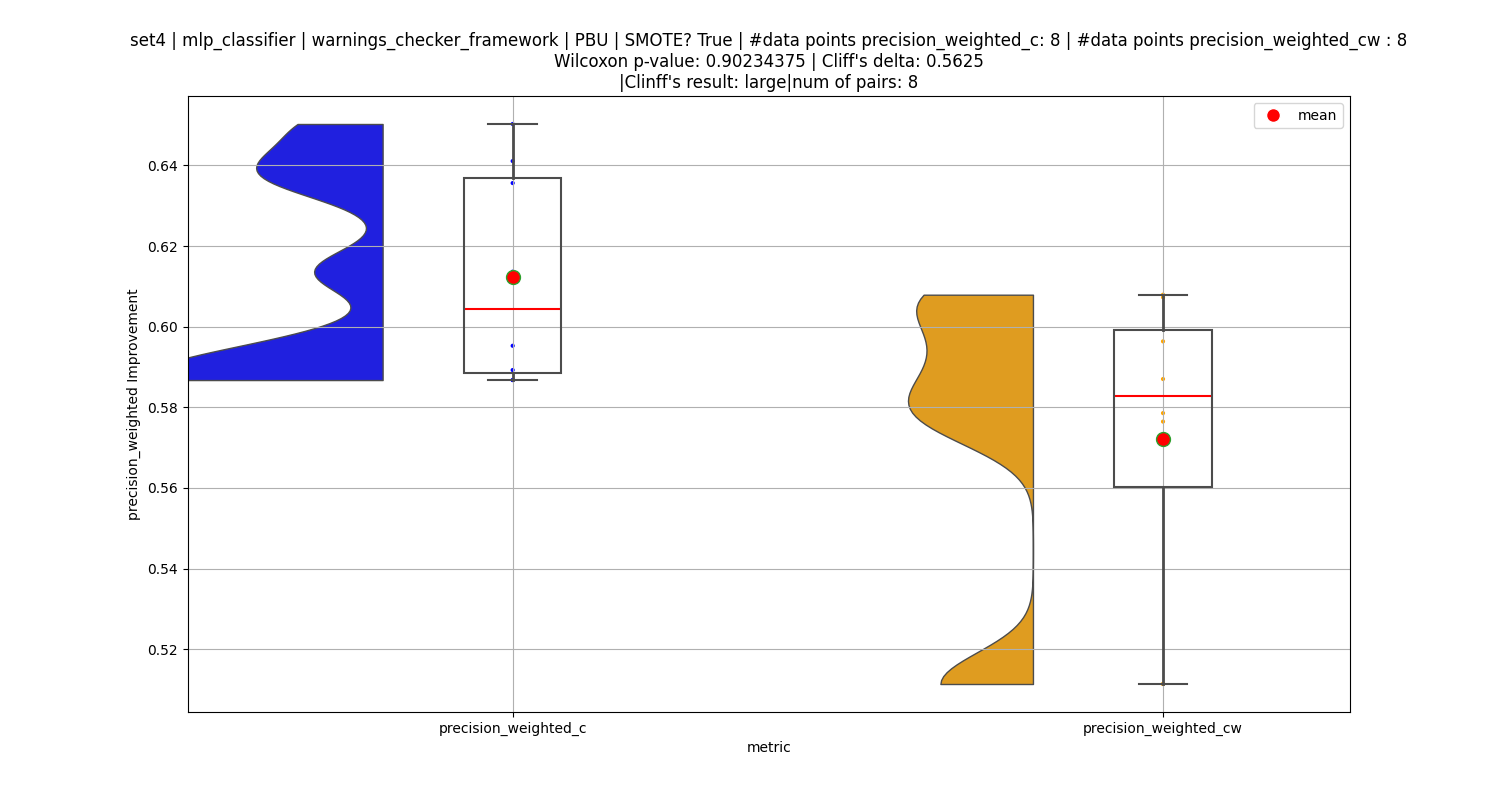 set4 | mlp_classifier | warnings_checker_framework | PBU | SMOTE? True | #data points precision_weighted_c: 8 | #data points precision_weighted_cw : 8
Wilcoxon p-value: 0.90234375 | Cliff's delta: 0.5625
|Clinff's result: large|num of pairs: 8
mean
0.64
0.62
0.60
0.58
0.56
0.54
0.52
precision_weighted Improvement
precision_weighted_c
precision_weighted_cw
metric